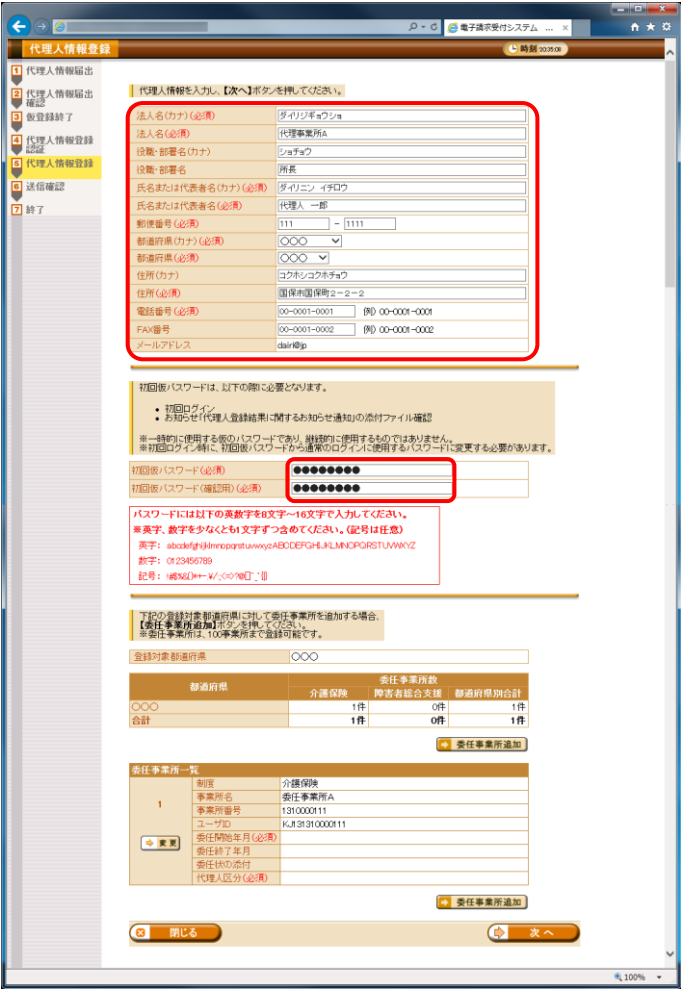 電子請求受付システム ... ×
代理人情報登録
時刻 20:35:08
1 代理人情報届出
2 代理人情報届出
確認
3 仮登録終了
4 代理人情報登録
認証
5 代理人情報登録
6 送信確認
7 終了
代理人情報を入力し、【次へ】ボタンを押してください。
法人名(カナ)(必須) ダイリジギョウショ
法人名(必須) 代理事業所A
役職・部署名(カナ) ショチョウ
役職・部署名 所長
氏名または代表者名(カナ)(必須) ダイリニン イチロウ
氏名または代表者名(必須) 代理人 一郎
郵便番号(必須) 111 - 1111
都道府県(カナ)(必須) 〇〇〇
都道府県(必須) 〇〇〇
住所(カナ) コクホシコクホチョウ
住所(必須) 国保市国保町2-2-2
電話番号(必須) 00-0001-0001 例) 00-0001-0001
FAX番号 00-0001-0002 例) 00-0001-0002
メールアドレス dairi@jp
初回仮パスワードは、以下の際に必要となります。
• 初回ログイン
• お知らせ「代理人登録結果に関するお知らせ通知」の添付ファイル確認
※一時的に使用する仮のパスワードであり、継続的に使用するものではありません。
※初回ログイン時に、初回仮パスワードから通常のログインに使用するパスワードに変更する必要があります。
初回仮パスワード(必須) ●●●●●●●●
初回仮パスワード(確認用)(必須) ●●●●●●●●
パスワードには以下の英数字を8文字～16文字で入力してください。
※英字、数字を少なくとも1文字ずつ含めてください。(記号は任意)
英字: abcdefghijklmnopqrstuvwxyzABCDEFGHIJKLMNOPQRSTUVWXYZ
数字: 0123456789
記号:
下記の登録対象都道府県に対して委任事業所を追加する場合、
【委任事業所追加】ボタンを押してください。
※委任事業所は、100事業所まで登録可能です。
登録対象都道府県 〇〇〇
都道府県 委任事業所数
介護保険 障害者総合支援 都道府県別合計
〇〇〇 1件 0件 1件
合計 1件 0件 1件
委任事業所追加
委任事業所一覧
1
変更
制度 介護保険
事業所名 委任事業所A
事業所番号 1310000111
ユーザID KJ131310000111
委任開始年月(必須)
委任終了年月
委任状の添付
代理人区分(必須)
委任事業所追加
閉じる 次へ
100%